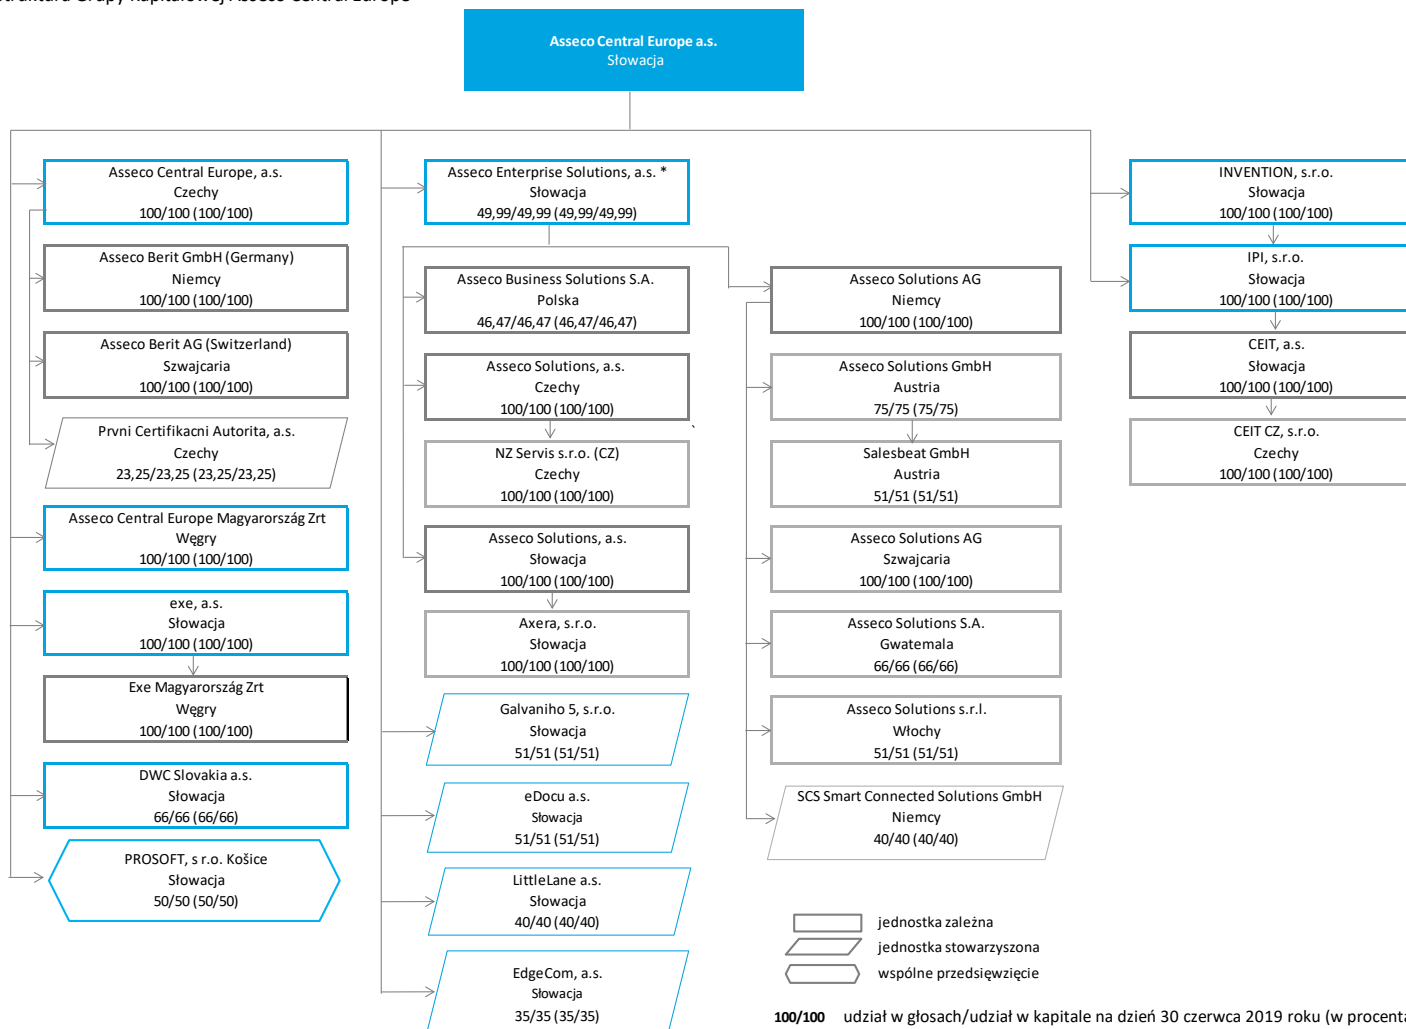 Struktura Grupy Kapitałowej Asseco Central Europe
Asseco Central Europe a.s.
Słowacja
Asseco Central Europe, a.s.
Czechy
100/100 (100/100)
Asseco Berit GmbH (Germany)
Niemcy
100/100 (100/100)
Asseco Berit AG (Switzerland)
Szwajcaria
100/100 (100/100)
Prvni Certifikacni Autorita, a.s.
Czechy
23,25/23,25 (23,25/23,25)
Asseco Central Europe Magyarország Zrt
Węgry
100/100 (100/100)
exe, a.s.
Słowacja
100/100 (100/100)
Exe Magyarország Zrt
Węgry
100/100 (100/100)
DWC Slovakia a.s.
Słowacja
66/66 (66/66)
PROSOFT, s r.o. Košice
Słowacja
50/50 (50/50)
Asseco Enterprise Solutions, a.s. *
Słowacja
49,99/49,99 (49,99/49,99)
Asseco Business Solutions S.A.
Polska
46,47/46,47 (46,47/46,47)
Asseco Solutions, a.s.
Czechy
100/100 (100/100)
NZ Servis s.r.o. (CZ)
Czechy
100/100 (100/100)
Asseco Solutions, a.s.
Słowacja
100/100 (100/100)
Axera, s.r.o.
Słowacja
100/100 (100/100)
Galvaniho 5, s.r.o.
Słowacja
51/51 (51/51)
eDocu a.s.
Słowacja
51/51 (51/51)
LittleLane a.s.
Słowacja
40/40 (40/40)
EdgeCom, a.s.
Słowacja
35/35 (35/35)
Asseco Solutions AG
Niemcy
100/100 (100/100)
Asseco Solutions GmbH
Austria
75/75 (75/75)
Salesbeat GmbH
Austria
51/51 (51/51)
Asseco Solutions AG
Szwajcaria
100/100 (100/100)
Asseco Solutions S.A.
Gwatemala
66/66 (66/66)
Asseco Solutions s.r.l.
Włochy
51/51 (51/51)
SCS Smart Connected Solutions GmbH
Niemcy
40/40 (40/40)
INVENTION, s.r.o.
Słowacja
100/100 (100/100)
IPI, s.r.o.
Słowacja
100/100 (100/100)
CEIT, a.s.
Słowacja
100/100 (100/100)
CEIT CZ, s.r.o.
Czechy
100/100 (100/100)
jednostka zależna
jednostka stowarzyszona
wspólne przedsięwzięcie
100/100 udział w głosach/udział w kapitale na dzień 30 czerwca 2019 roku (w procenta